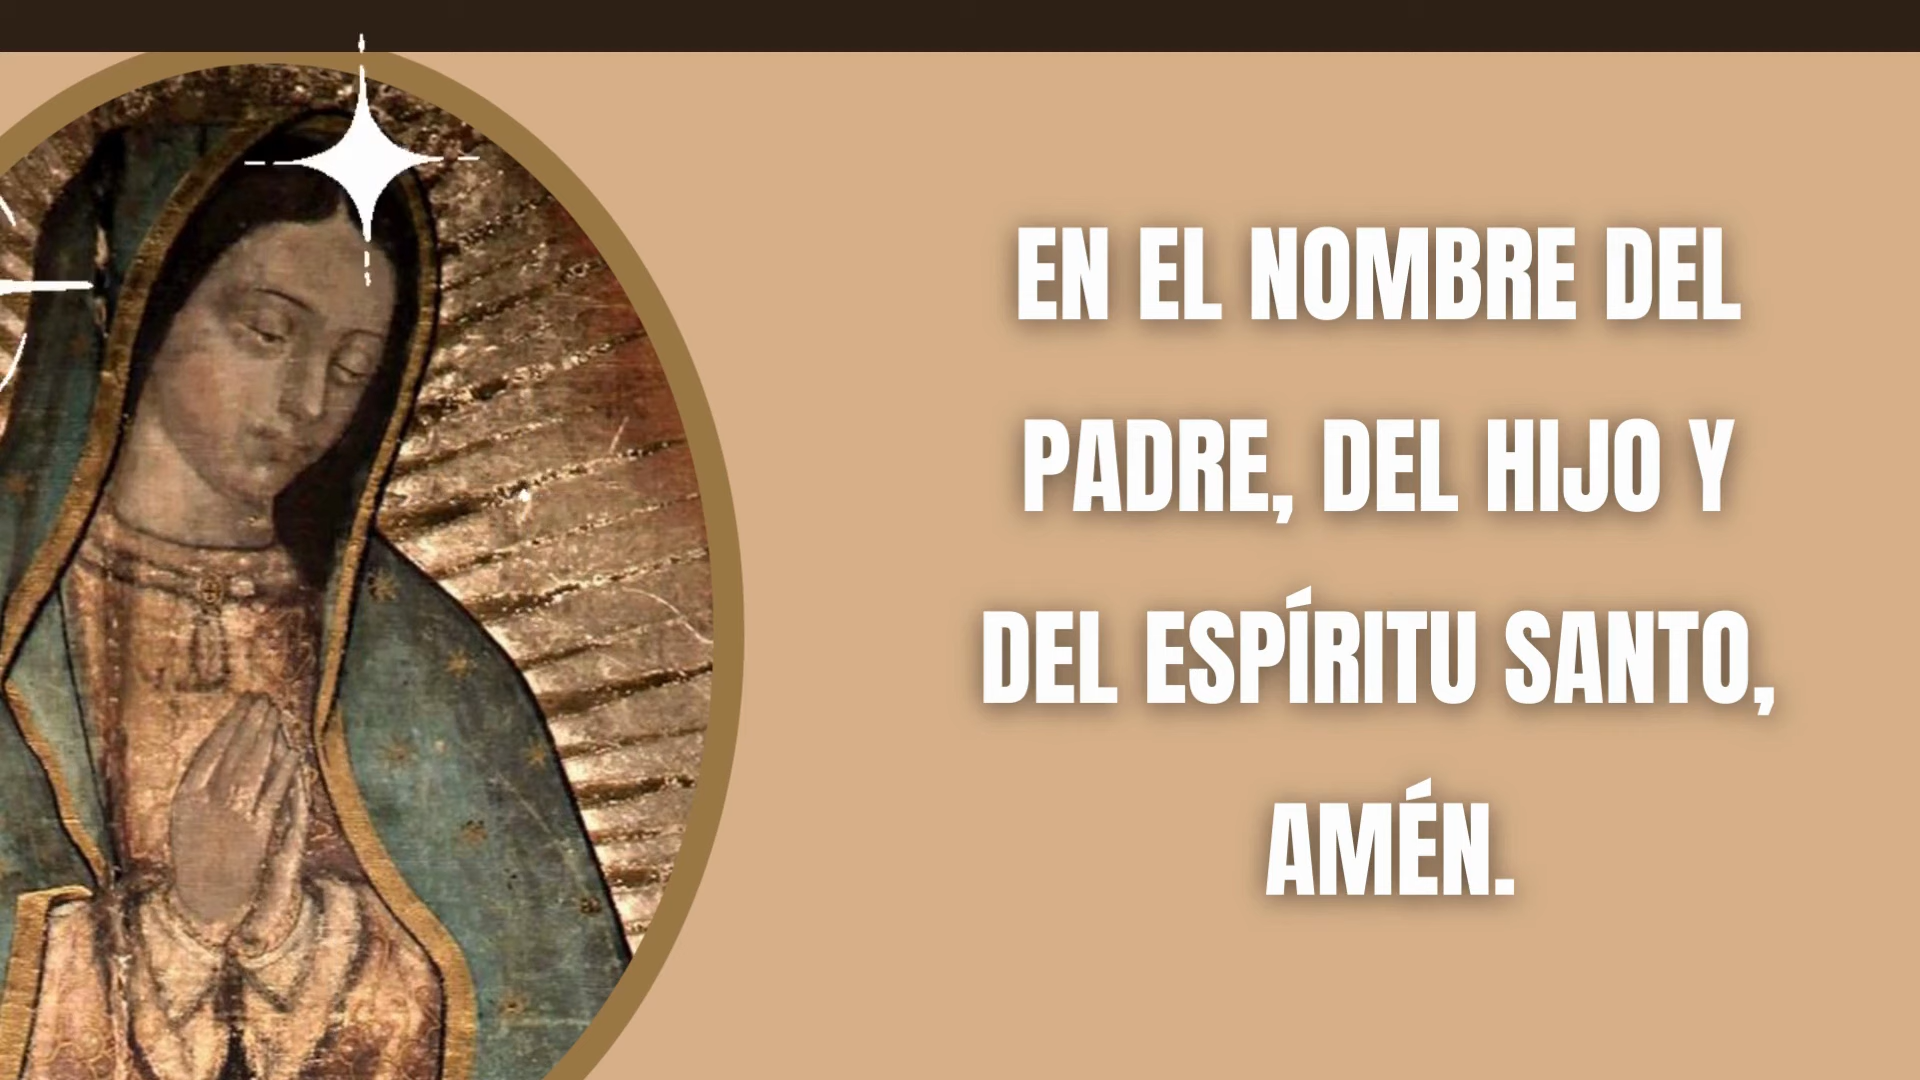 EN EL NOMBRE DEL
PADRE, DEL HIJO Y
DEL ESPÍRITU SANTO,
AMÉN.